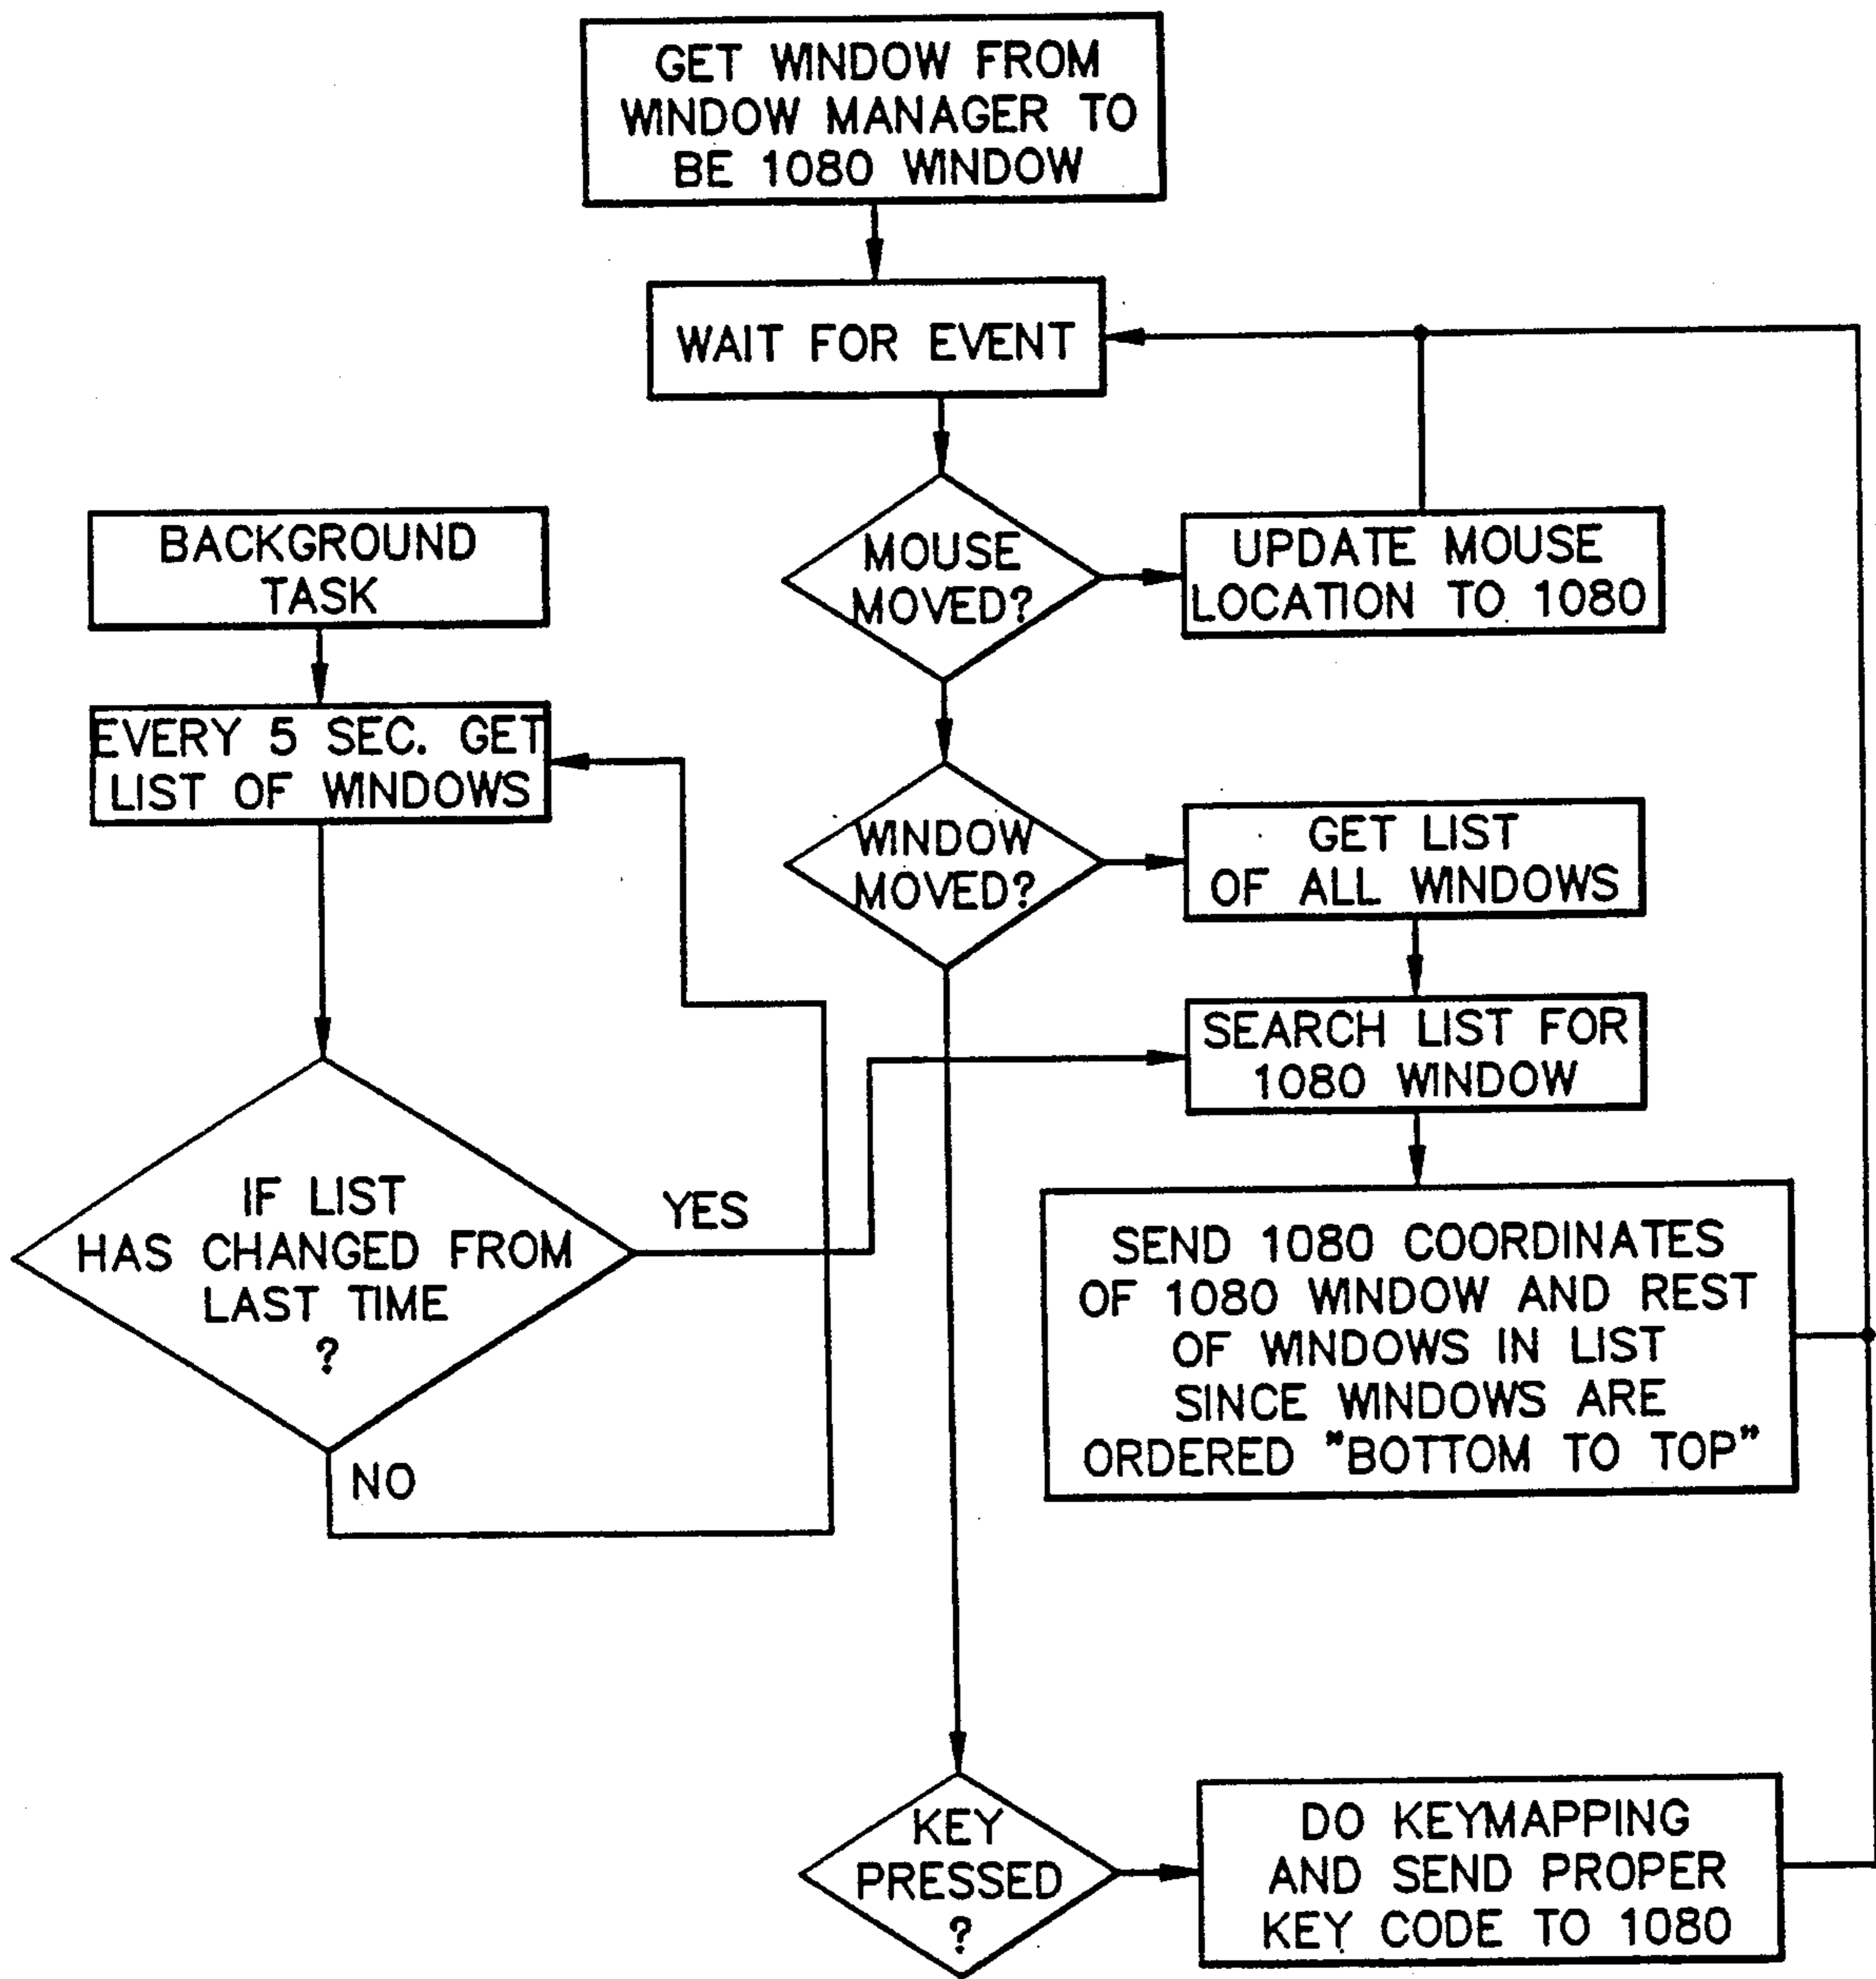 GET WINDOW FROM
WINDOW MANAGER TO
BE 1080 WINDOW
WAIT FOR EVENT
MOUSE
MOVED?
UPDATE MOUSE
LOCATION TO 1080
BACKGROUND
TASK
EVERY 5 SEC. GET
LIST OF WINDOWS
WINDOW
MOVED?
GET LIST
OF ALL WINDOWS
SEARCH LIST FOR
1080 WINDOW
IF LIST
HAS CHANGED FROM
LAST TIME
?
YES
NO
SEND 1080 COORDINATES
OF 1080 WINDOW AND REST
OF WINDOWS IN LIST
SINCE WINDOWS ARE
ORDERED "BOTTOM TO TOP"
KEY
PRESSED
?
DO KEYMAPPING
AND SEND PROPER
KEY CODE TO 1080